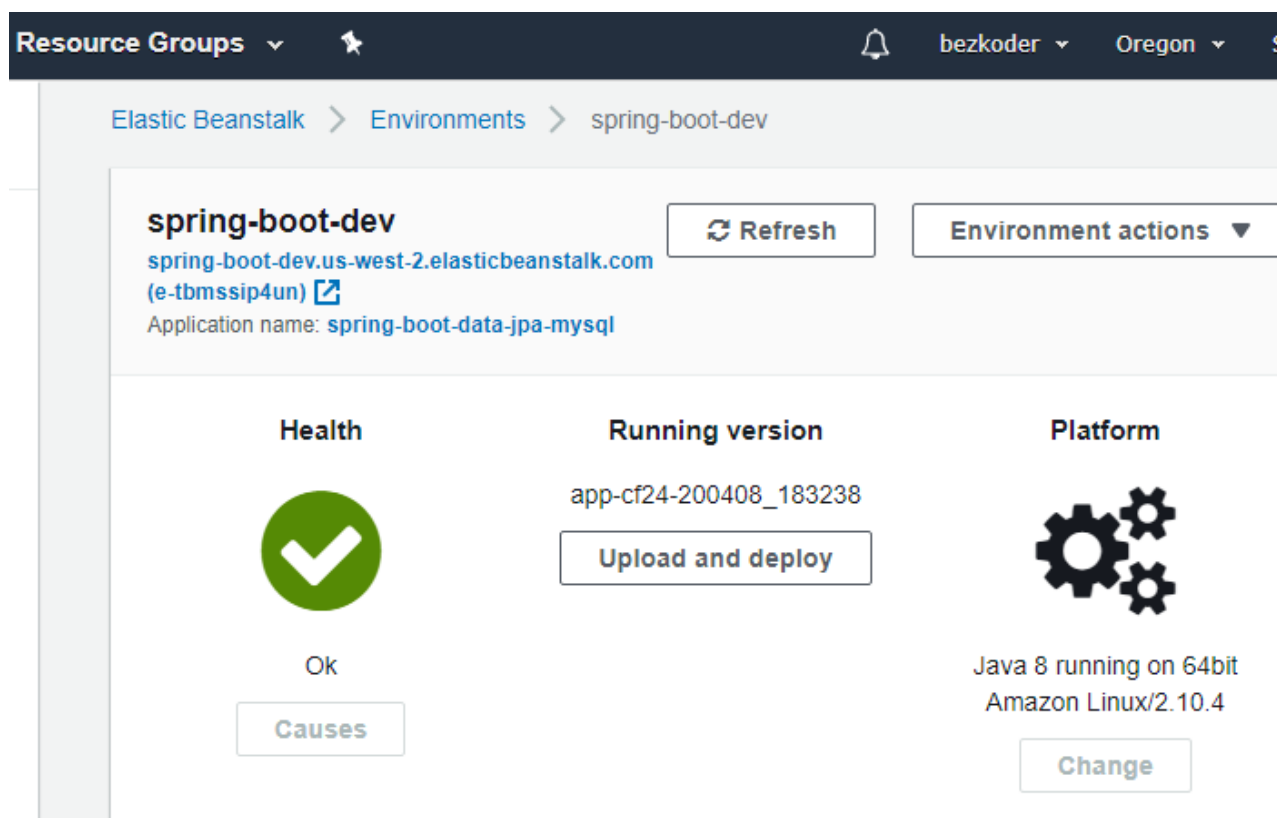 Resource Groups bezkoder Oregon
Elastic Beanstalk > Environments > spring-boot-dev
spring-boot-dev Refresh Environment actions
spring-boot-dev.us-west-2.elasticbeanstalk.com
(e-tbmssip4un)
Application name: spring-boot-data-jpa-mysql
Health Running version Platform
app-cf24-200408_183238
Upload and deploy
Ok Java 8 running on 64bit
Amazon Linux/2.10.4
Causes
Change